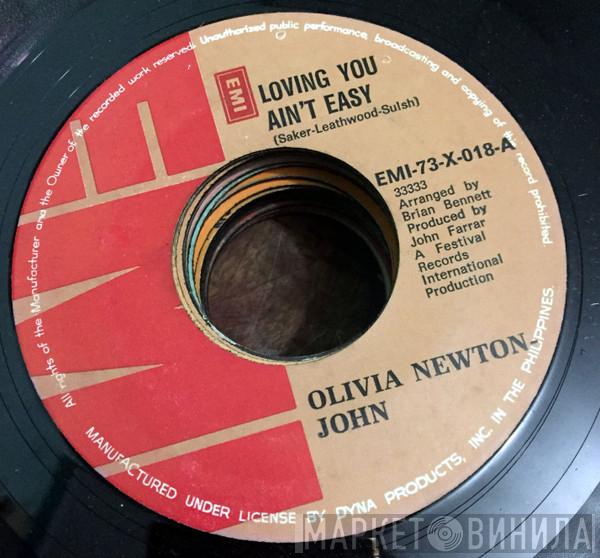 All rights of the Manufacturer and the Owner of the recorded work reserved. Unauthorized public performance, broadcasting and copying of the record prohibited
EMI
LOVING YOU
AIN'T EASY
(Saker-Leathwood-Sulsh)
EMI-73-X-018-A
33333
Arranged by
Brian Bennett
Produced by
John Farrar
A Festival
Records
International
Production
OLIVIA NEWTON
JOHN
MANUFACTURED UNDER LICENSE BY DYNA PRODUCTS, INC. IN THE PHILIPPINES.
МАРКЕТ ВИНИЛА